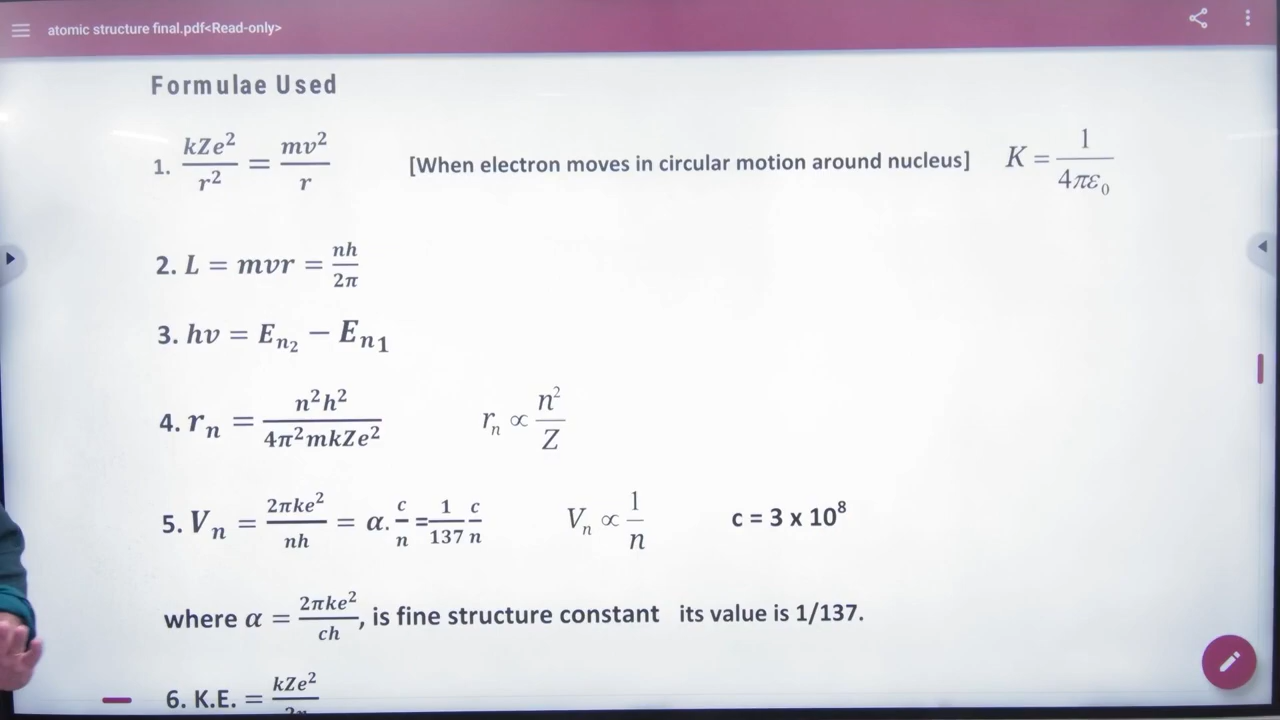 atomic structure final.pdf<Read-only>
Formulae Used
1. kZe²/r² = mv²/r [When electron moves in circular motion around nucleus] K = 1/4πε₀
2. L = mvr = nh/2π
3. hv = Eₙ₂ − Eₙ₁
4. rₙ = n²h²/4π²mkZe² rₙ ∝ n²/Z
5. Vₙ = 2πke²/nh = α. c/n = 1/137 c/n Vₙ ∝ 1/n c = 3 x 10⁸
where α = 2πke²/ch, is fine structure constant its value is 1/137.
6. K.E. = kZe²